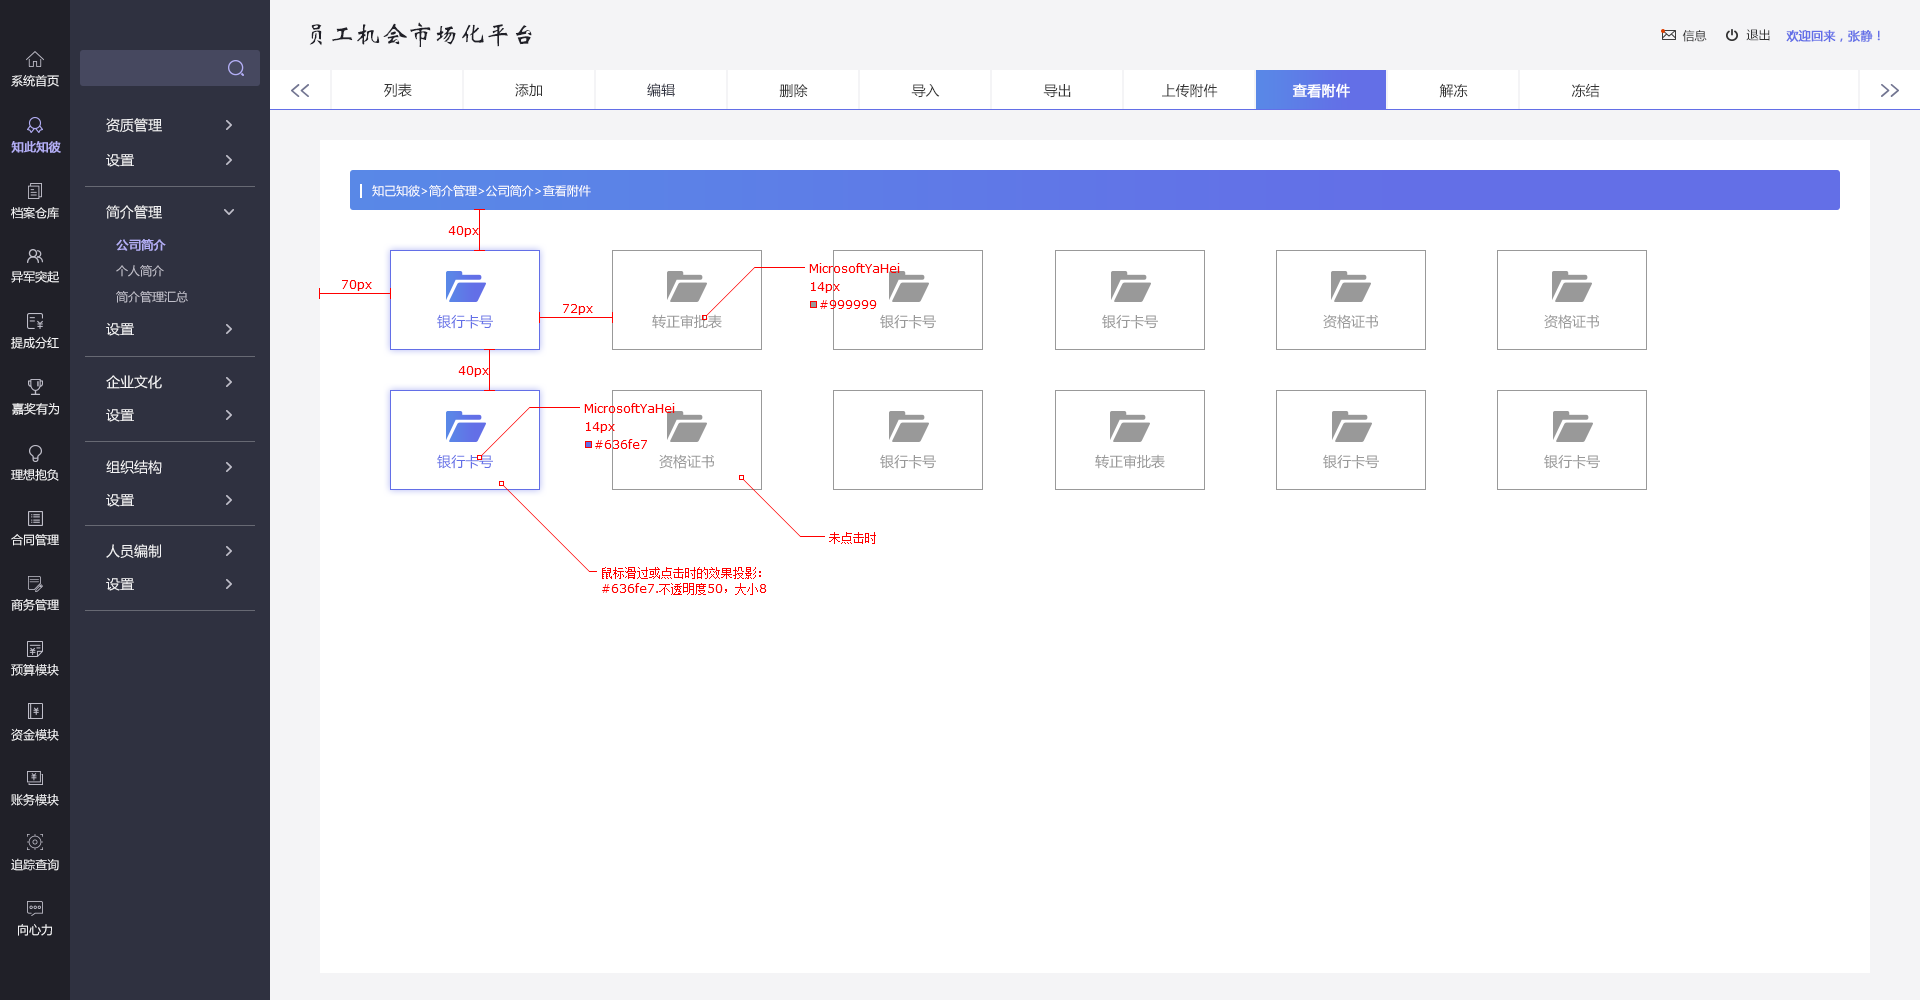 员工机会市场化平台
信息
退出
欢迎回来，张静！
系统首页
知此知彼
档案仓库
异军突起
提成分红
嘉奖有为
理想抱负
合同管理
商务管理
预算模块
资金模块
账务模块
追踪查询
向心力
资质管理
设置
简介管理
公司简介
个人简介
简介管理汇总
设置
企业文化
设置
组织结构
设置
人员编制
设置
列表
添加
编辑
删除
导入
导出
上传附件
查看附件
解冻
冻结
知己知彼>简介管理>公司简介>查看附件
40px
70px
72px
MicrosoftYaHei
14px
#999999
银行卡号
转正审批表
银行卡号
银行卡号
资格证书
资格证书
40px
MicrosoftYaHei
14px
#636fe7
银行卡号
资格证书
银行卡号
转正审批表
银行卡号
银行卡号
未点击时
鼠标滑过或点击时的效果投影：
#636fe7.不透明度50，大小8